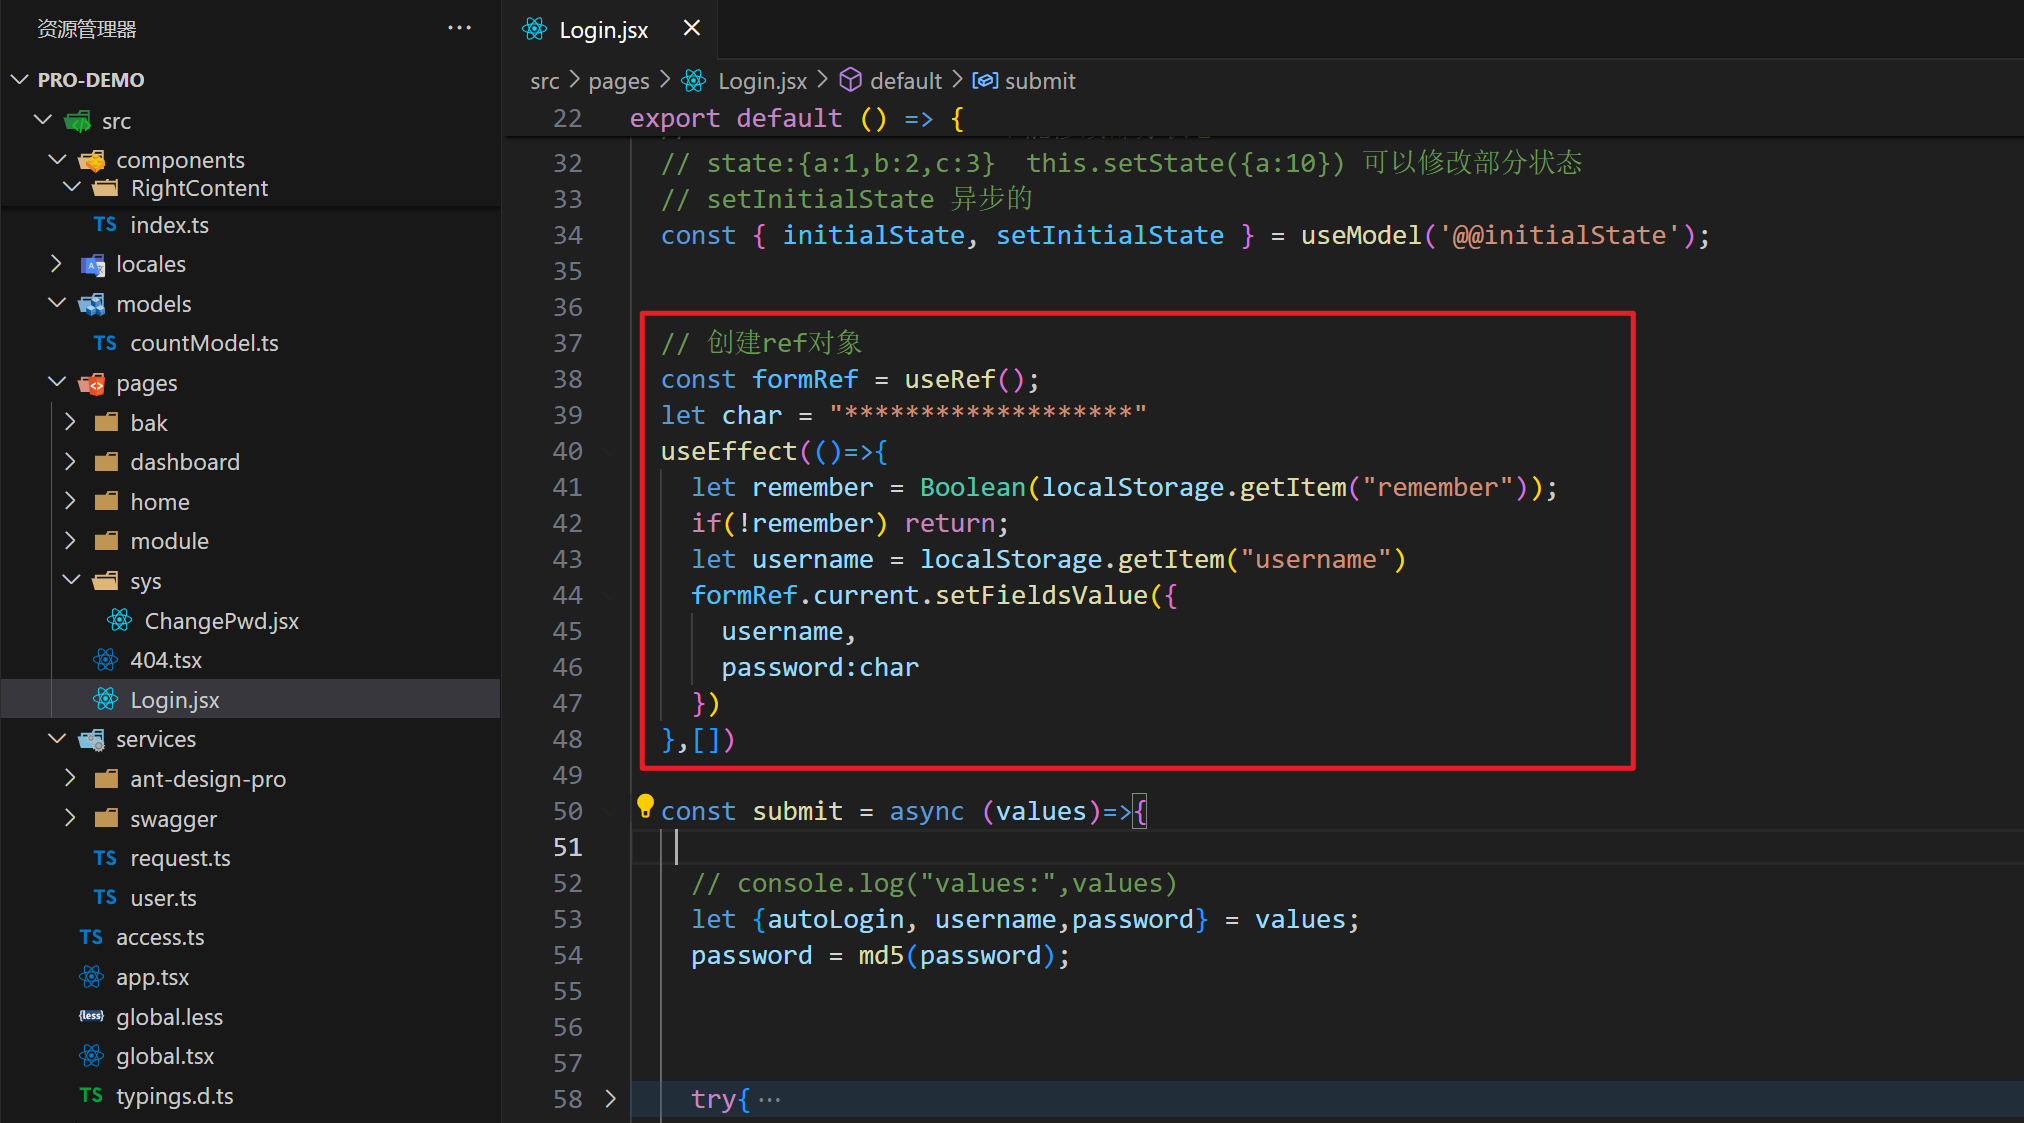 资源管理器
PRO-DEMO
src
components
RightContent
TS index.ts
locales
models
TS countModel.ts
pages
bak
dashboard
home
module
sys
ChangePwd.jsx
404.tsx
Login.jsx
services
ant-design-pro
swagger
TS request.ts
TS user.ts
TS access.ts
app.tsx
{less} global.less
global.tsx
TS typings.d.ts
Login.jsx
src > pages > Login.jsx > default > submit
22 export default () => {
32 // state:{a:1,b:2,c:3}  this.setState({a:10}) 可以修改部分状态
33 // setInitialState 异步的
34 const { initialState, setInitialState } = useModel('@@initialState');
35
36
37 // 创建ref对象
38 const formRef = useRef();
39 let char = "*******************"
40 useEffect(()=>{
41 let remember = Boolean(localStorage.getItem("remember"));
42 if(!remember) return;
43 let username = localStorage.getItem("username")
44 formRef.current.setFieldsValue({
45 username,
46 password:char
47 })
48 },[])
49
50 const submit = async (values)=>{
51
52 // console.log("values:",values)
53 let {autoLogin, username,password} = values;
54 password = md5(password);
55
56
57
58 try{ ···